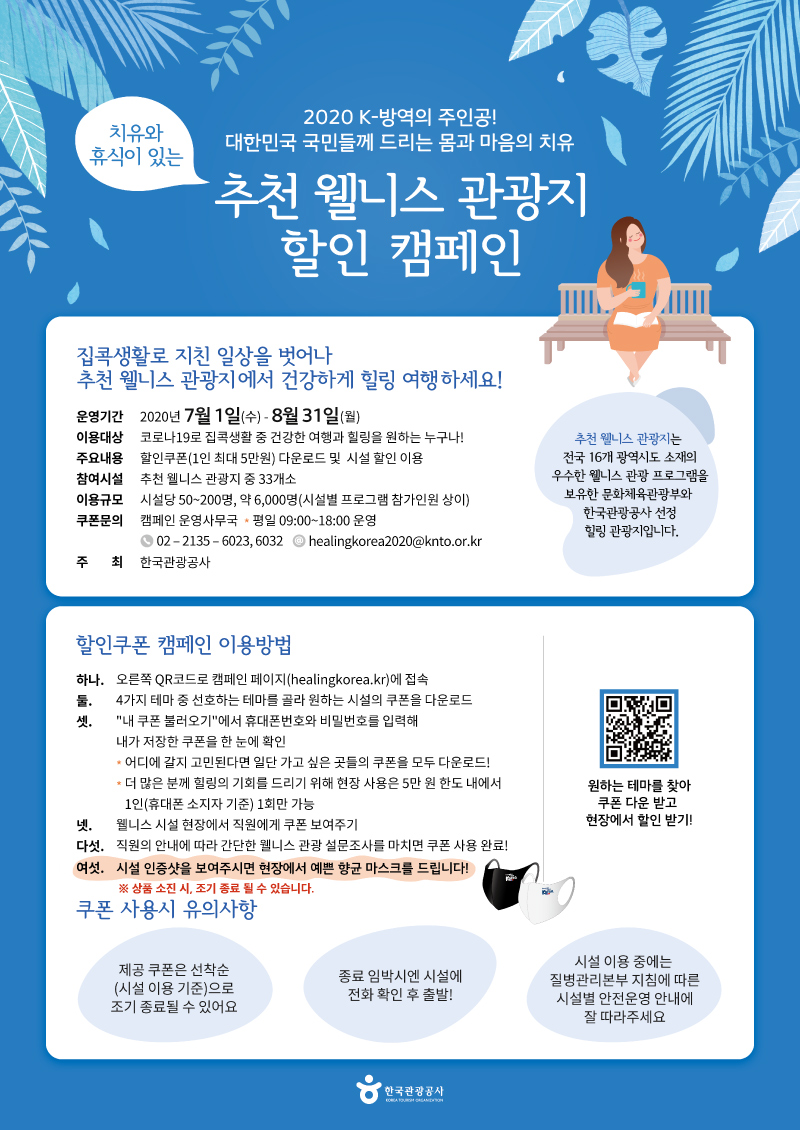 치유와
휴식이 있는
2020 K-방역의 주인공!
대한민국 국민들께 드리는 몸과 마음의 치유
추천 웰니스 관광지
할인 캠페인
집콕생활로 지친 일상을 벗어나
추천 웰니스 관광지에서 건강하게 힐링 여행하세요!
운영기간 2020년 7월 1일(수) - 8월 31일(월)
이용대상 코로나19로 집콕생활 중 건강한 여행과 힐링을 원하는 누구나!
주요내용 할인쿠폰(1인 최대 5만원) 다운로드 및 시설 할인 이용
참여시설 추천 웰니스 관광지 중 33개소
이용규모 시설당 50~200명, 약 6,000명(시설별 프로그램 참가인원 상이)
쿠폰문의 캠페인 운영사무국 * 평일 09:00~18:00 운영
02 – 2135 – 6023, 6032 @ healingkorea2020@knto.or.kr
주 최 한국관광공사
추천 웰니스 관광지는
전국 16개 광역시도 소재의
우수한 웰니스 관광 프로그램을
보유한 문화체육관광부와
한국관광공사 선정
힐링 관광지입니다.
할인쿠폰 캠페인 이용방법
하나. 오른쪽 QR코드로 캠페인 페이지(healingkorea.kr)에 접속
둘. 4가지 테마 중 선호하는 테마를 골라 원하는 시설의 쿠폰을 다운로드
셋. "내 쿠폰 불러오기"에서 휴대폰번호와 비밀번호를 입력해
내가 저장한 쿠폰을 한 눈에 확인
* 어디에 갈지 고민된다면 일단 가고 싶은 곳들의 쿠폰을 모두 다운로드!
* 더 많은 분께 힐링의 기회를 드리기 위해 현장 사용은 5만 원 한도 내에서
1인(휴대폰 소지자 기준) 1회만 가능
넷. 웰니스 시설 현장에서 직원에게 쿠폰 보여주기
다섯. 직원의 안내에 따라 간단한 웰니스 관광 설문조사를 마치면 쿠폰 사용 완료!
여섯. 시설 인증샷을 보여주시면 현장에서 예쁜 향균 마스크를 드립니다!
※ 상품 소진 시, 조기 종료 될 수 있습니다.
원하는 테마를 찾아
쿠폰 다운 받고
현장에서 할인 받기!
쿠폰 사용시 유의사항
제공 쿠폰은 선착순
(시설 이용 기준)으로
조기 종료될 수 있어요
종료 임박시엔 시설에
전화 확인 후 출발!
시설 이용 중에는
질병관리본부 지침에 따른
시설별 안전운영 안내에
잘 따라주세요
한국관광공사
KOREA TOURISM ORGANIZATION